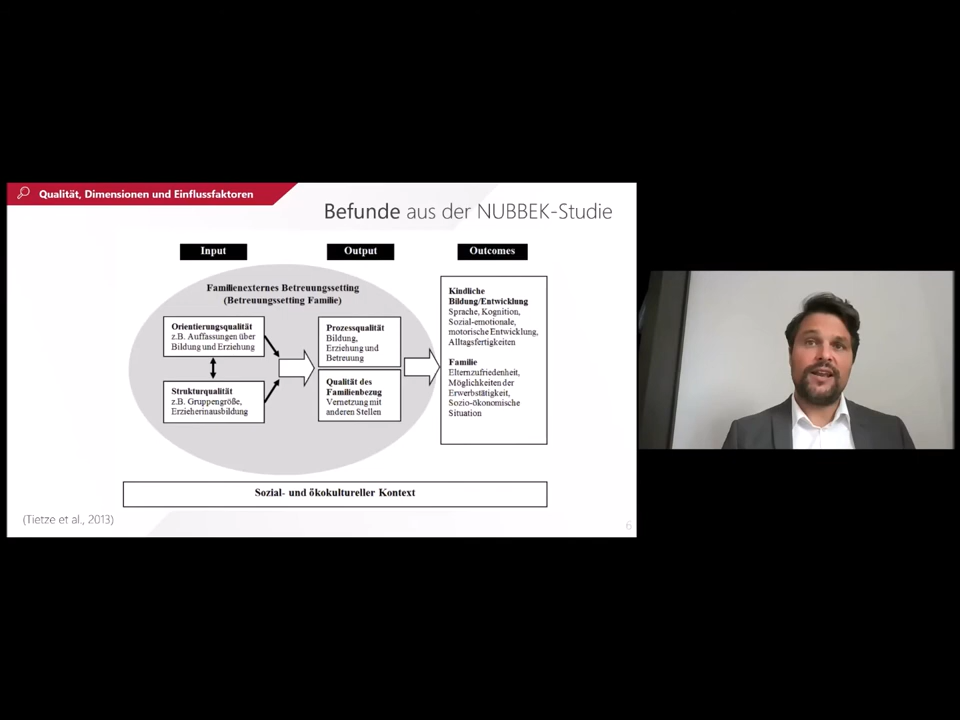 Qualität, Dimensionen und Einflussfaktoren
Befunde aus der NUBBEK-Studie
Input
Output
Outcomes
Familienexternes Betreuungssetting
(Betreuungssetting Familie)
Orientierungsqualität
z.B. Auffassungen über
Bildung und Erziehung
Strukturqualität
z.B. Gruppengröße,
Erzieherinausbildung
Prozessqualität
Bildung,
Erziehung und
Betreuung
Qualität des
Familienbezug
Vernetzung mit
anderen Stellen
Kindliche
Bildung/Entwicklung
Sprache, Kognition,
Sozial-emotionale,
motorische Entwicklung,
Alltagsfertigkeiten
Familie
Elternzufriedenheit,
Möglichkeiten der
Erwerbstätigkeit,
Sozio-ökonomische
Situation
Sozial- und ökokultureller Kontext
(Tietze et al., 2013)
6